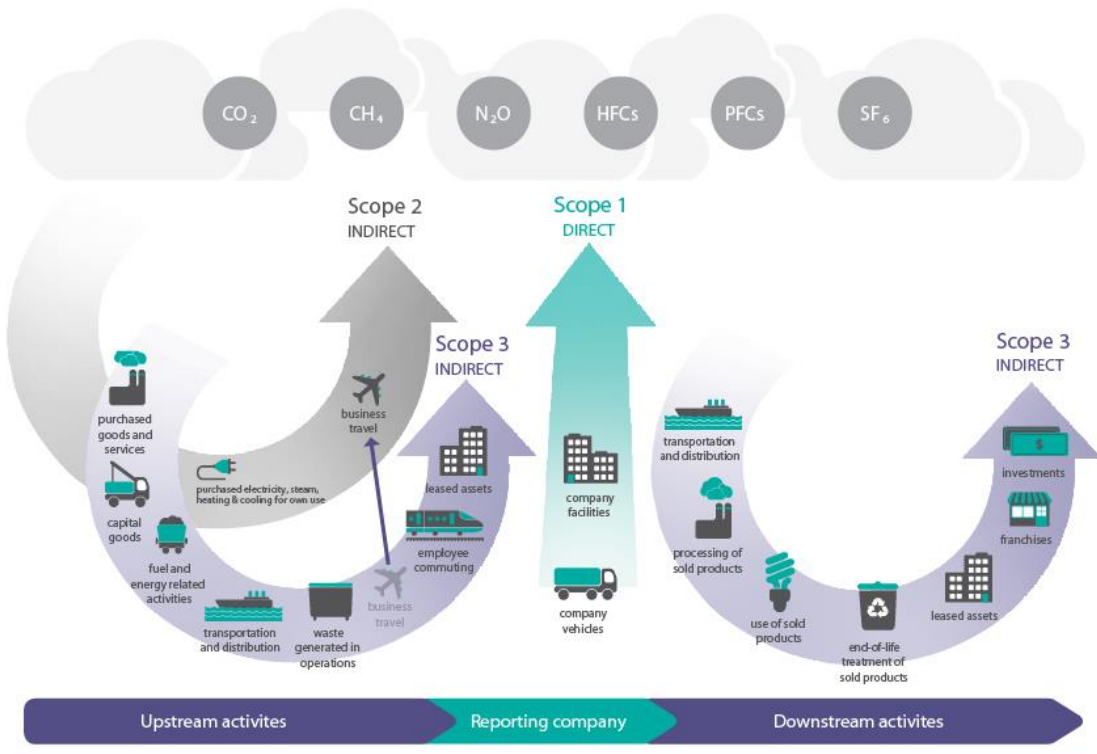 CO₂
CH₄
N₂O
HFCs
PFCs
SF₆
Scope 2
INDIRECT
Scope 1
DIRECT
Scope 3
INDIRECT
Scope 3
INDIRECT
purchased
goods and
services
business
travel
purchased electricity, steam,
heating & cooling for own use
capital
goods
fuel and
energy related
activities
transportation
and distribution
waste
generated in
operations
business
travel
employee
commuting
leased assets
company
facilities
company
vehicles
transportation
and distribution
processing of
sold products
use of sold
products
end-of-life
treatment of
sold products
leased assets
franchises
$
investments
Upstream activites
Reporting company
Downstream activites